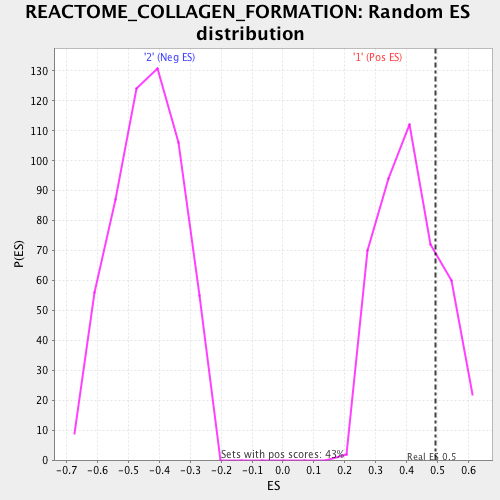 REACTOME_COLLAGEN_FORMATION: Random ES
distribution
'2' (Neg ES)
'1' (Pos ES)
P(ES)
130
120
110
100
90
80
70
60
50
40
30
20
10
0
Sets with pos scores: 43%
Real ES 0.5
-0.7 -0.6 -0.5 -0.4 -0.3 -0.2 -0.1 0.0 0.1 0.2 0.3 0.4 0.5 0.6
ES